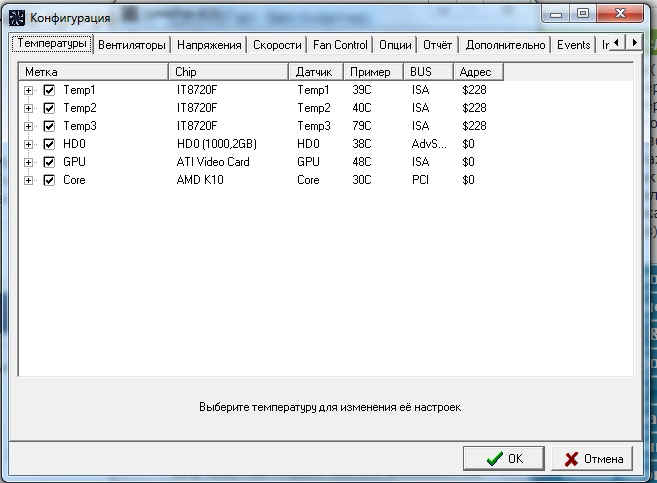 Конфигурация
Температуры Вентиляторы Напряжения Скорости Fan Control Опции Отчёт Дополнительно Events
Метка Chip Датчик Пример BUS Адрес
Temp1 IT8720F Temp1 39C ISA $228
Temp2 IT8720F Temp2 40C ISA $228
Temp3 IT8720F Temp3 79C ISA $228
HD0 HD0 (1000,2GB) HD0 38C AdvS... $0
GPU ATI Video Card GPU 48C ISA $0
Core AMD K10 Core 30C PCI $0
Выберите температуру для изменения её настроек
OK Отмена